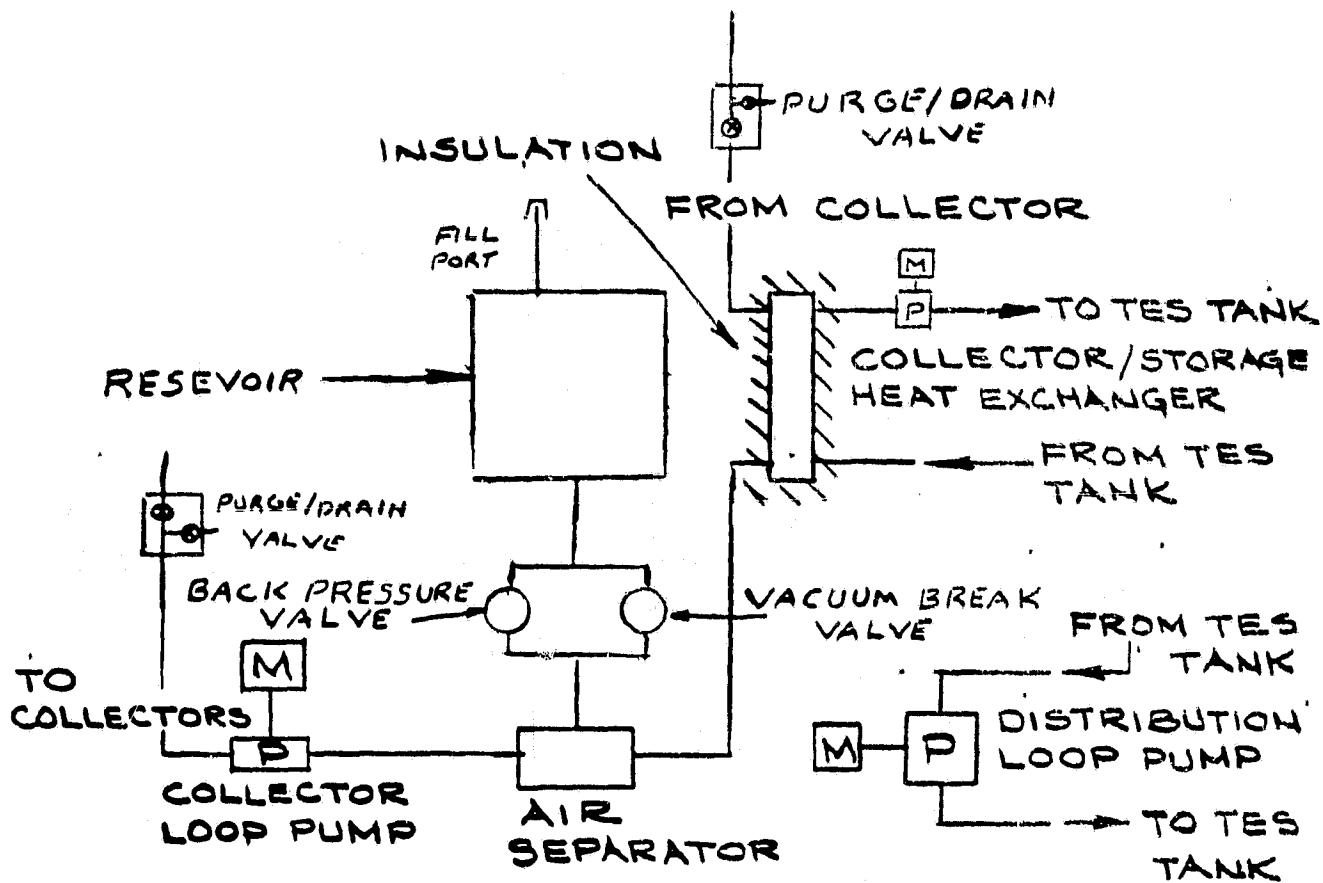 PURGE/DRAIN
VALVE
INSULATION
FROM COLLECTOR
FILL
PORT
M
P
TO TES TANK
COLLECTOR/STORAGE
HEAT EXCHANGER
RESEVOIR
FROM TES
TANK
PURGE/DRAIN
VALVE
BACK PRESSURE
VALVE
VACUUM BREAK
VALVE
FROM TES
TANK
M
TO
COLLECTORS
P
COLLECTOR
LOOP PUMP
AIR
SEPARATOR
M
P
DISTRIBUTION
LOOP PUMP
TO TES
TANK